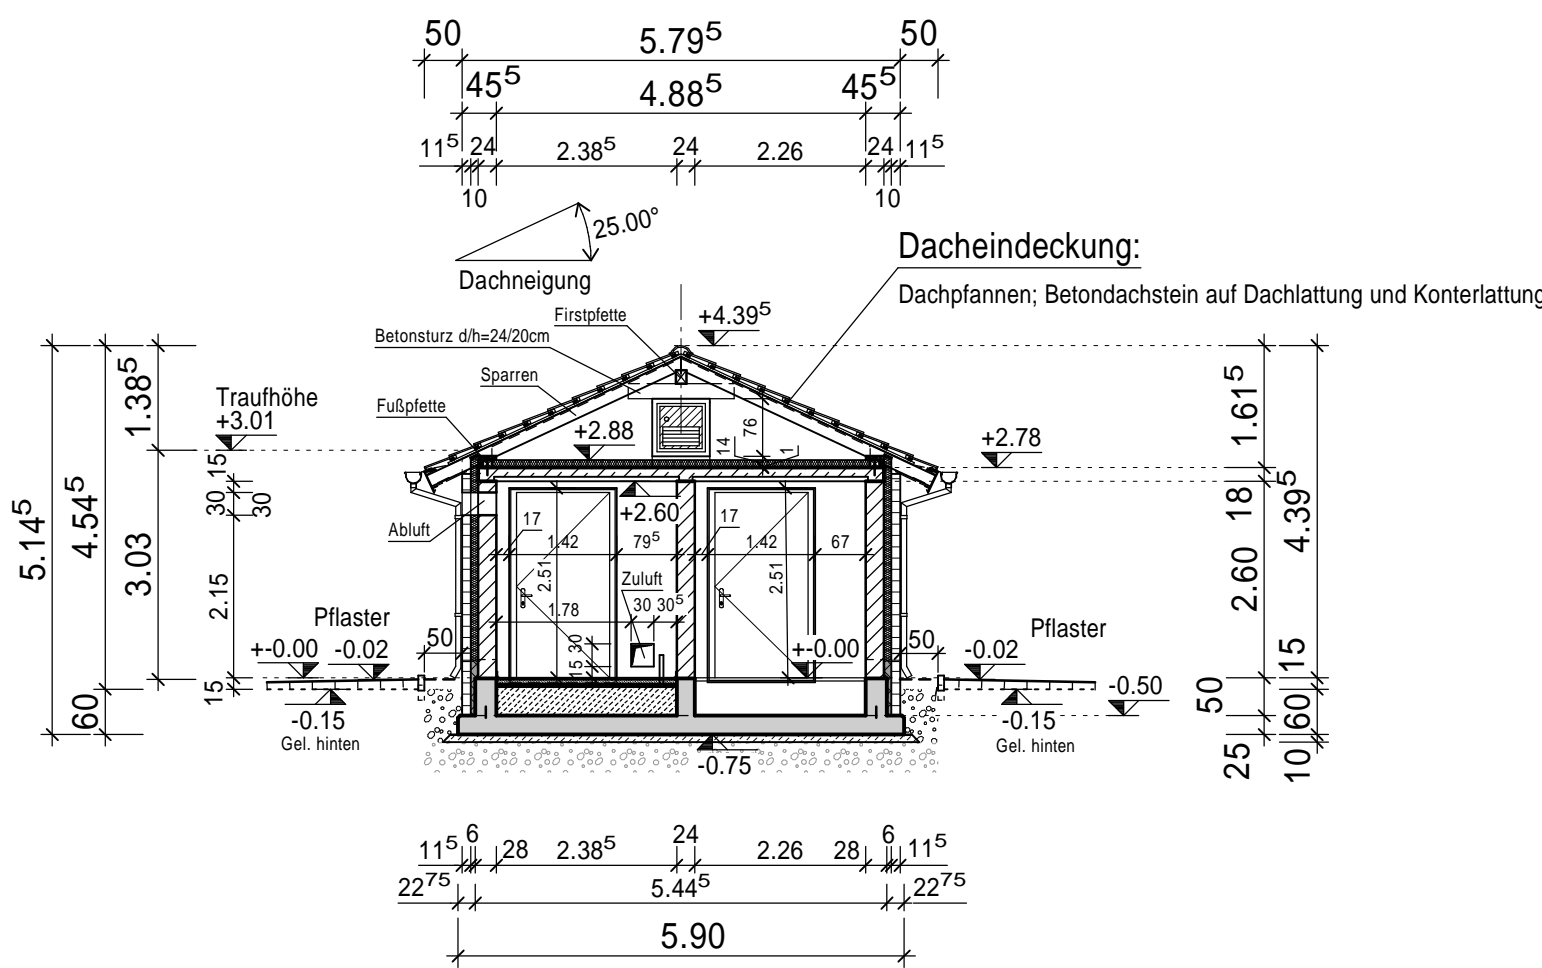 50 5.79⁵ 50
45⁵ 4.88⁵ 45⁵
11⁵ 24 2.38⁵ 24 2.26 24 11⁵
10 10
25.00°
Dachneigung
Dacheindeckung:
Dachpfannen; Betondachstein auf Dachlattung und Konterlattung
Firstpfette
+4.39⁵
Betonsturz d/h=24/20cm
Sparren
Fußpfette
Traufhöhe
+3.01
+2.88
+2.78
14 76 1
Abluft
+2.60
17 1.42 79⁵ 17 1.42 67
2.51 2.51
Zuluft
1.78 30 30⁵
30
15
Pflaster
50
+-0.00 -0.02
+-0.00
50
Pflaster
-0.02
-0.15
Gel. hinten
-0.15
Gel. hinten
-0.50
-0.75
5.14⁵
4.54⁵
60
1.38⁵
3.03
15
30 30
2.15
15
1.61⁵
18
2.60
50
25
4.39⁵
15
60
10
11⁵ 6 28 2.38⁵ 24 2.26 28 6 11⁵
22⁷⁵ 5.44⁵ 22⁷⁵
5.90